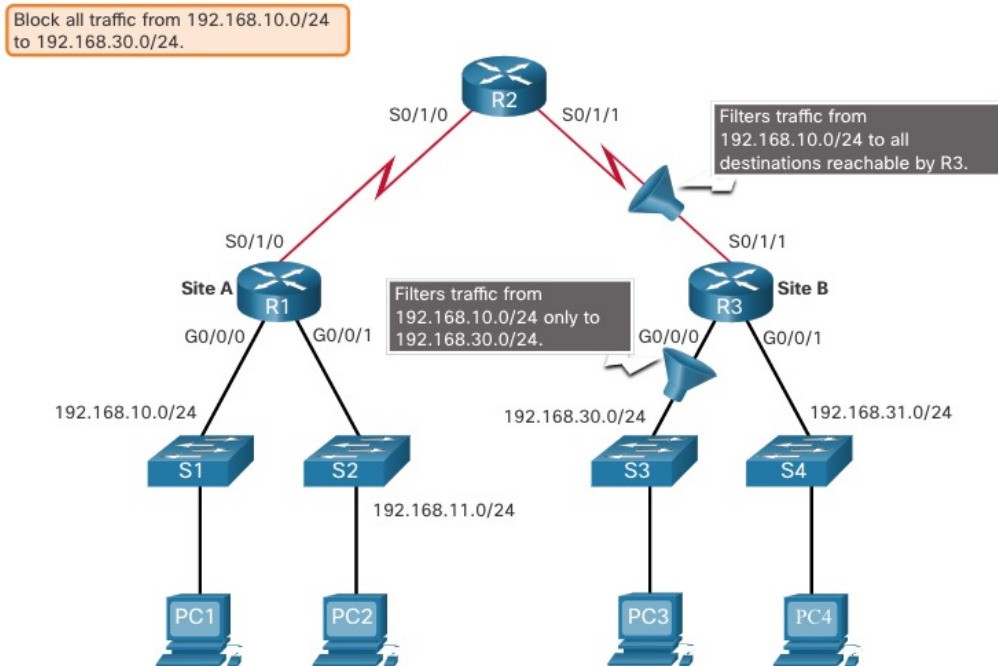 Block all traffic from 192.168.10.0/24
to 192.168.30.0/24.
R2
S0/1/0
S0/1/1
Filters traffic from
192.168.10.0/24 to all
destinations reachable by R3.
S0/1/0
S0/1/1
Site A
R1
Filters traffic from
192.168.10.0/24 only to
192.168.30.0/24.
R3
Site B
G0/0/0
G0/0/1
G0/0/0
G0/0/1
192.168.10.0/24
192.168.30.0/24
192.168.31.0/24
S1
S2
S3
S4
192.168.11.0/24
PC1
PC2
PC3
PC4